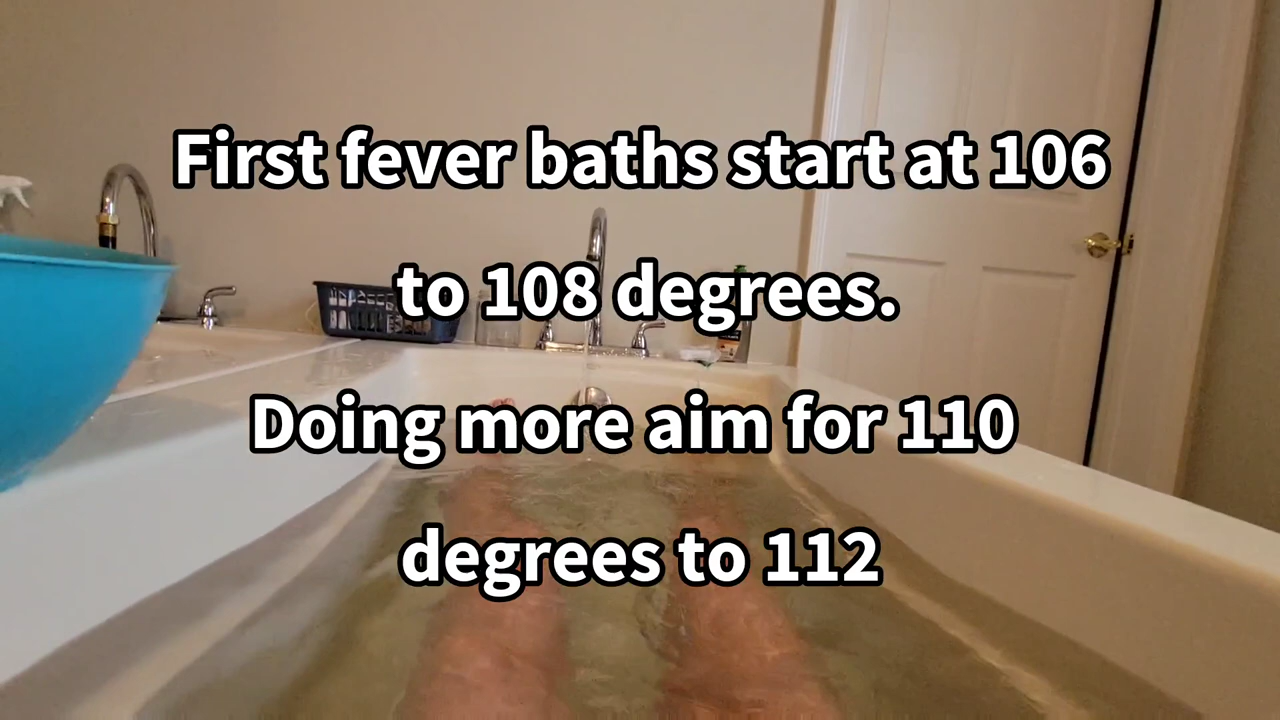 First fever baths start at 106
to 108 degrees.
Doing more aim for 110
degrees to 112